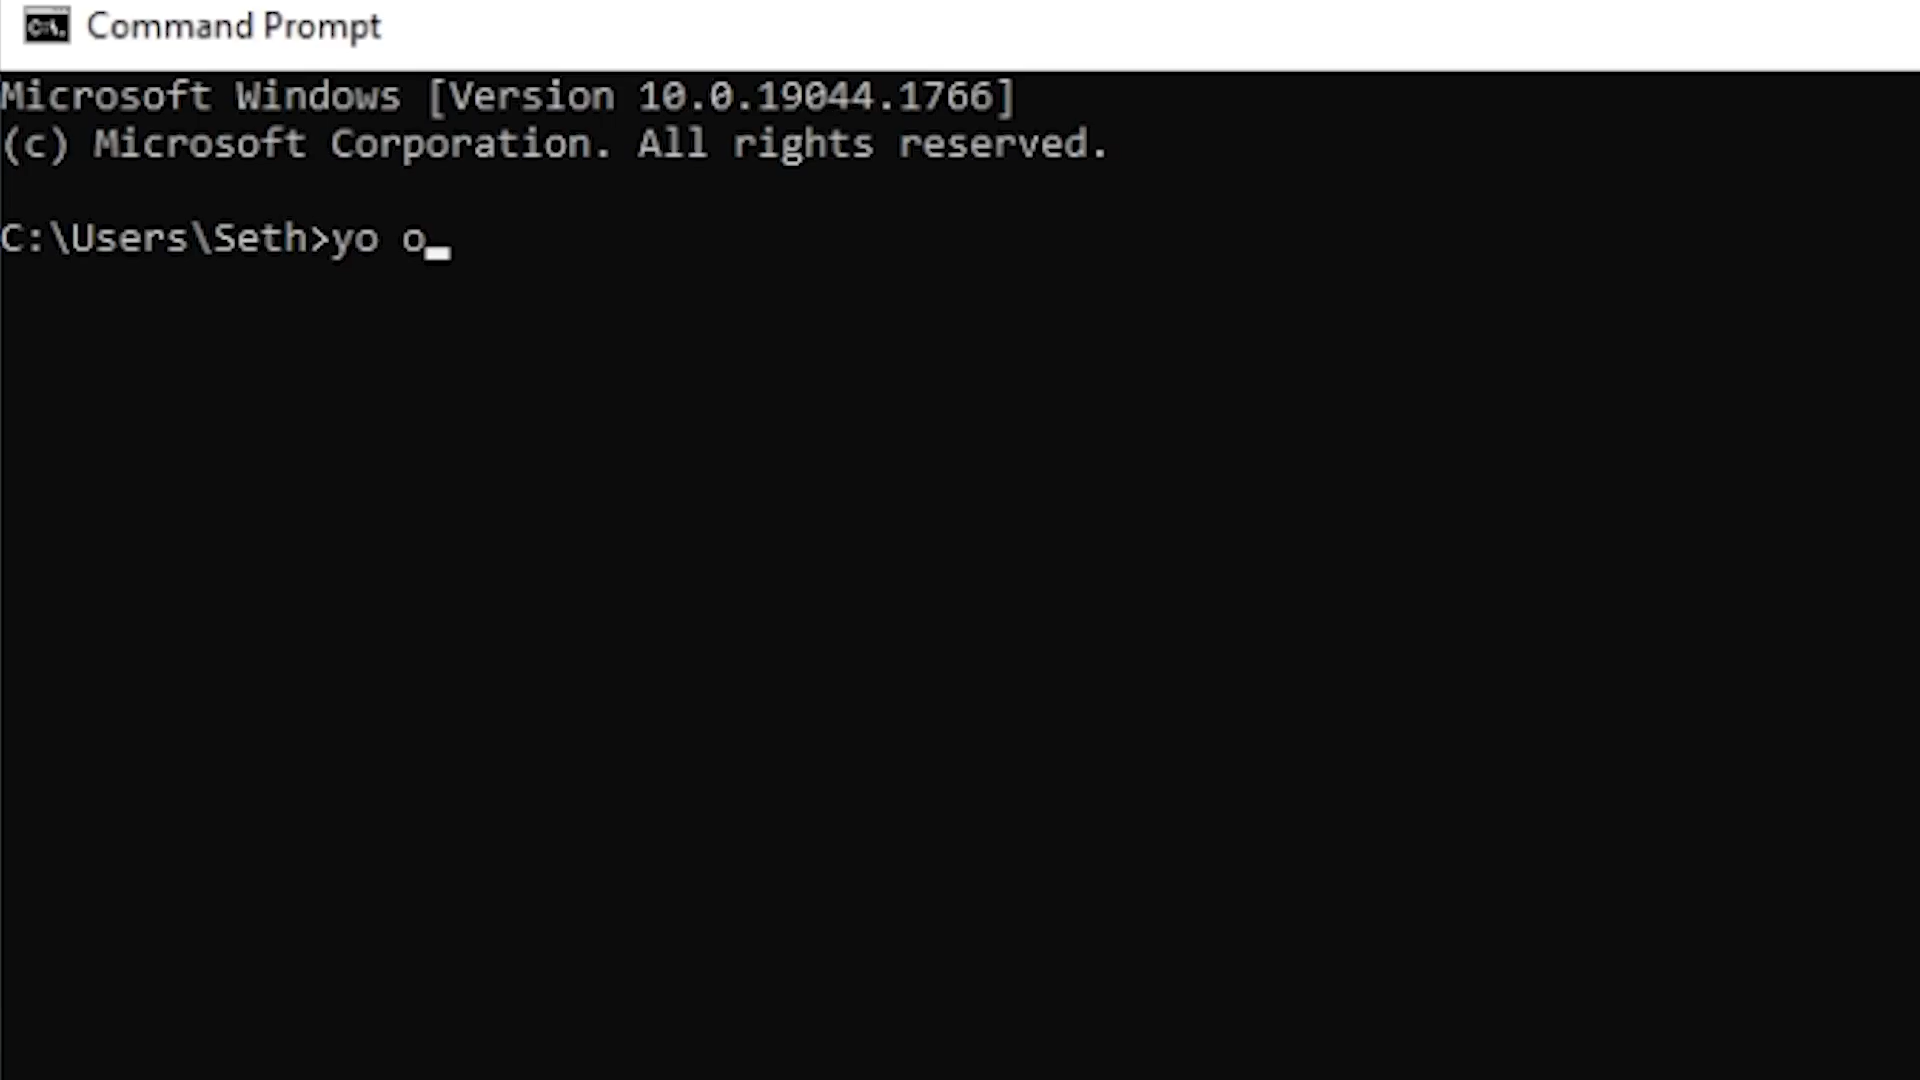 Command Prompt
Microsoft Windows [Version 10.0.19044.1766]
(c) Microsoft Corporation. All rights reserved.
C:\Users\Seth>yo o